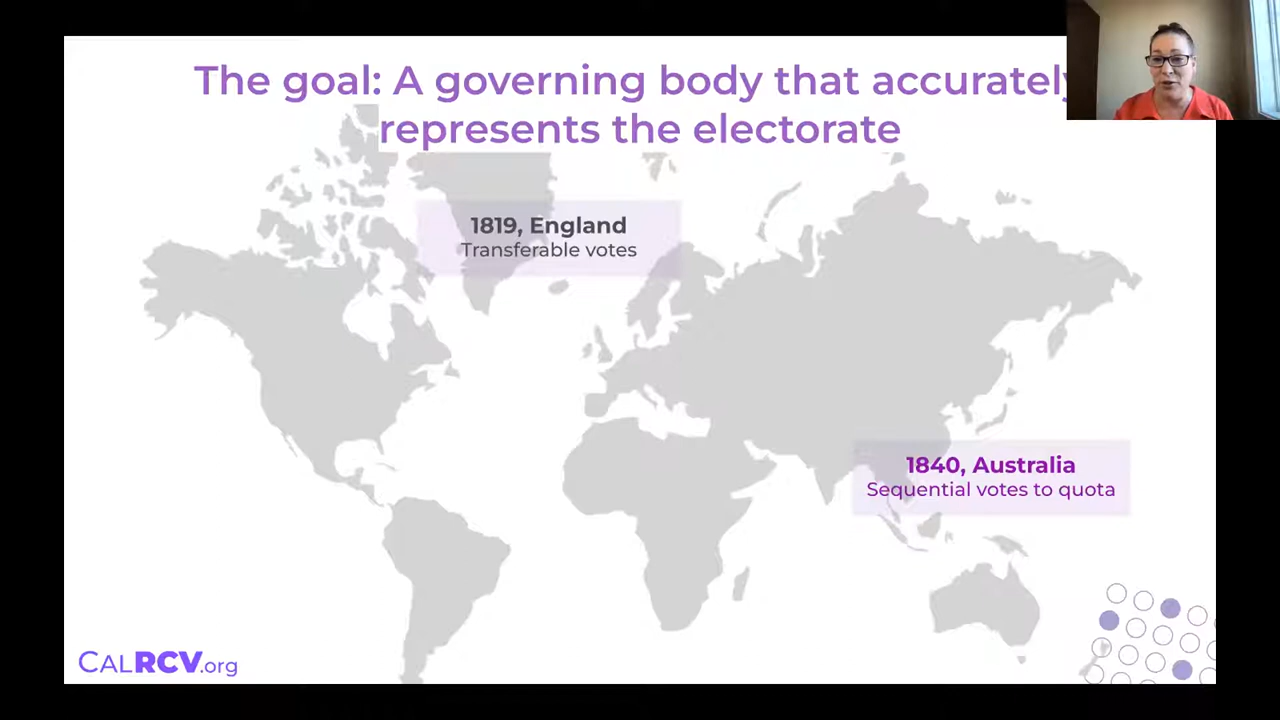 The goal: A governing body that accurately
represents the electorate
1819, England
Transferable votes
1840, Australia
Sequential votes to quota
CALRCV.org